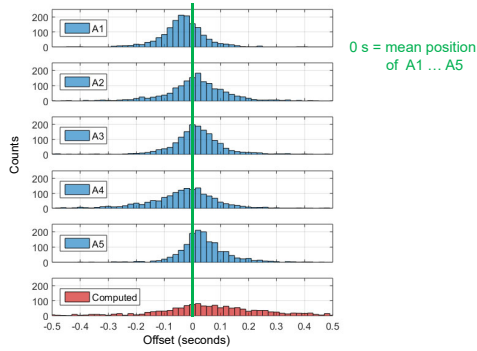 200
100
0
A1
0 s = mean position
of A1 ... A5
200
100
0
A2
200
100
0
A3
Counts
200
100
0
A4
200
100
0
A5
200
100
0
Computed
-0.5 -0.4 -0.3 -0.2 -0.1 0 0.1 0.2 0.3 0.4 0.5
Offset (seconds)